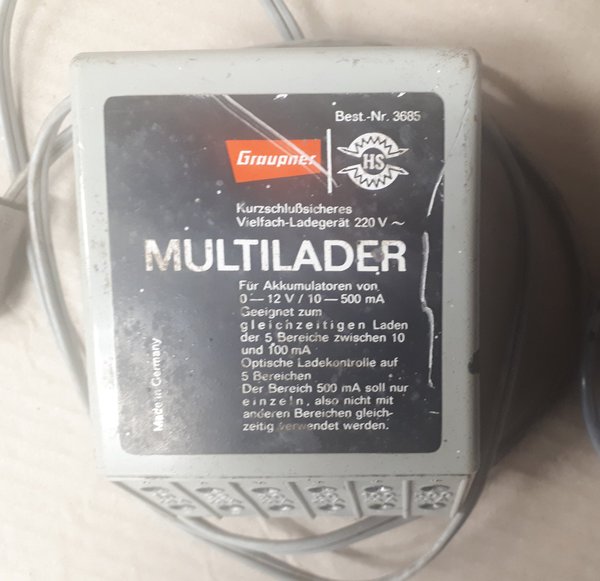 Best.-Nr. 3685
Graupner
HS
Kurzschlußsicheres
Vielfach-Ladegerät 220 V ~
MULTILADER
Für Akkumulatoren von
0 — 12 V / 10 — 500 mA
Geeignet zum
gleichzeitigen Laden
der 5 Bereiche zwischen 10
und 100 mA
Optische Ladekontrolle auf
5 Bereichen
Der Bereich 500 mA soll nur
einzeln, also nicht mit
anderen Bereichen gleich-
zeitig verwendet werden.
Made in Germany